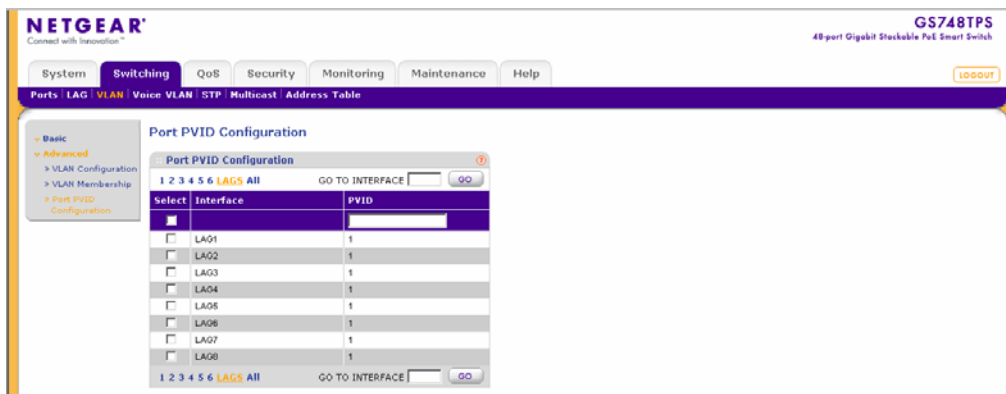 NETGEAR®
Connect with Innovation™
GS748TPS
48-port Gigabit Stackable PoE Smart Switch
System Switching QoS Security Monitoring Maintenance Help
LOGOUT
Ports LAG VLAN Voice VLAN STP Multicast Address Table
Basic
Advanced
VLAN Configuration
VLAN Membership
Port PVID
Configuration
Port PVID Configuration
Port PVID Configuration ?
1 2 3 4 5 6 LAGS All GO TO INTERFACE GO
Select Interface PVID
LAG1 1
LAG2 1
LAG3 1
LAG4 1
LAG5 1
LAG6 1
LAG7 1
LAG8 1
1 2 3 4 5 6 LAGS All GO TO INTERFACE GO